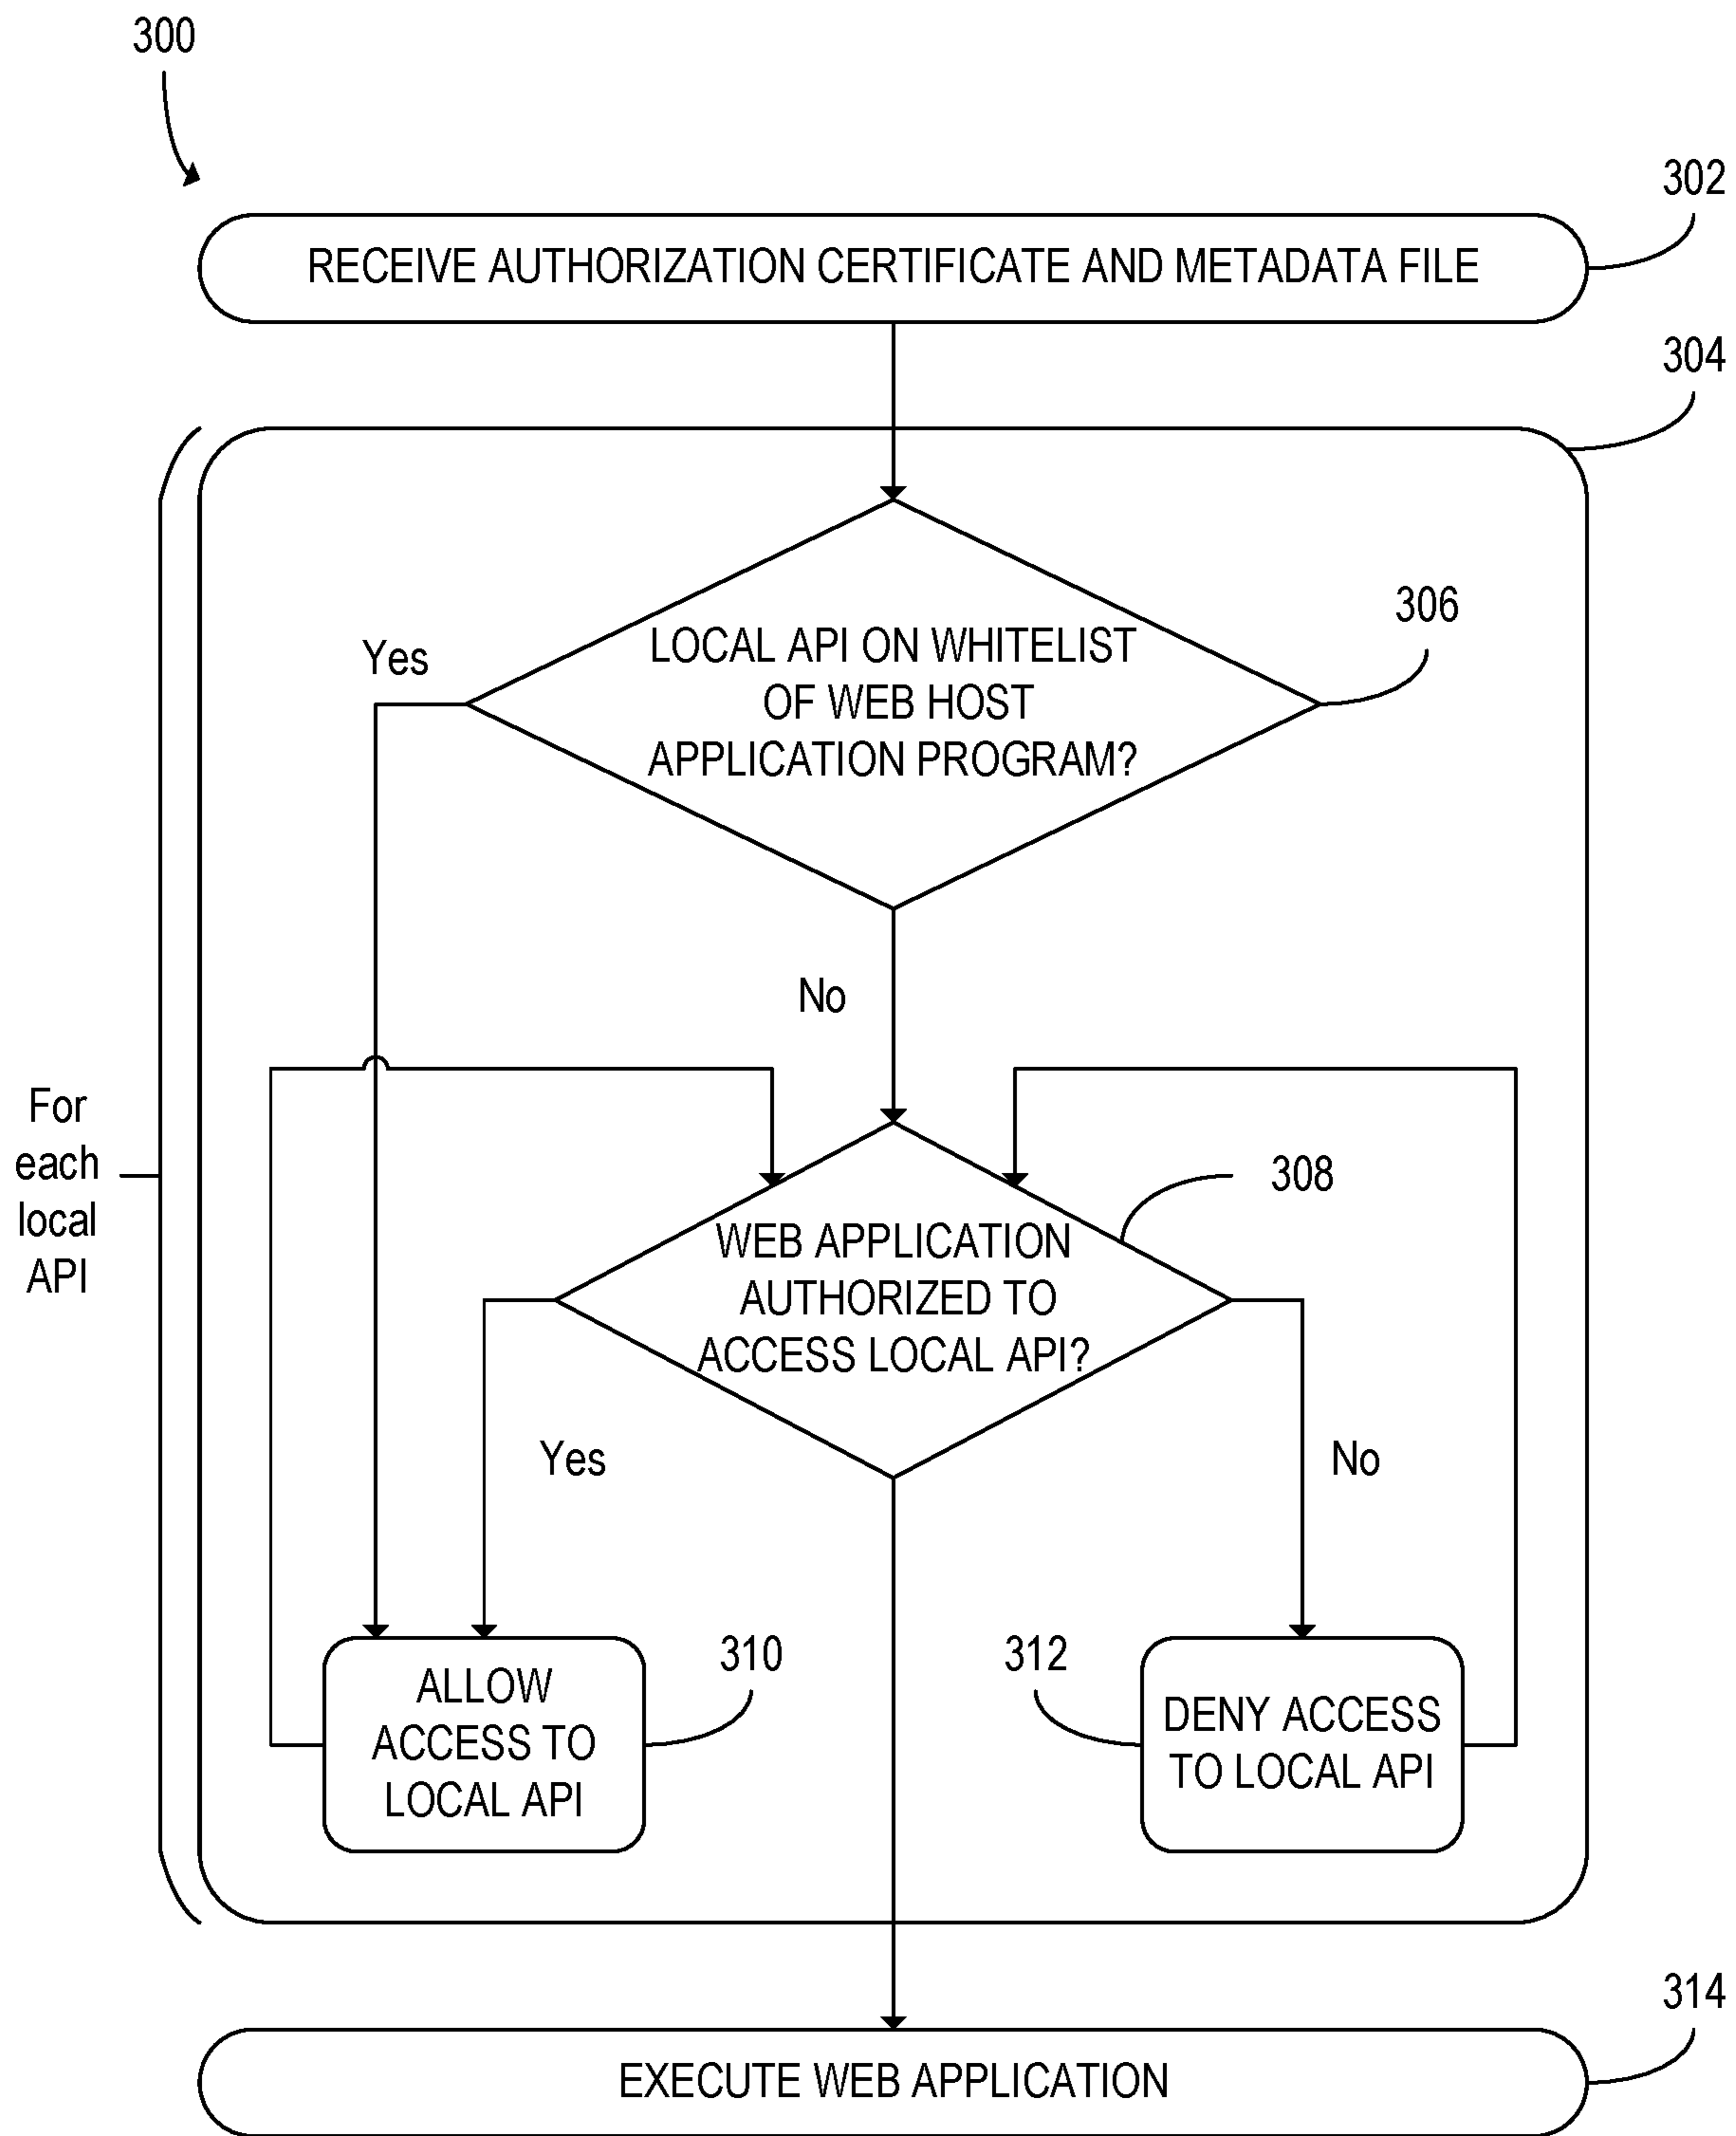 300
302
RECEIVE AUTHORIZATION CERTIFICATE AND METADATA FILE
304
306
Yes
LOCAL API ON WHITELIST
OF WEB HOST
APPLICATION PROGRAM?
No
For
each
local
API
308
WEB APPLICATION
AUTHORIZED TO
ACCESS LOCAL API?
Yes
No
310
312
ALLOW
ACCESS TO
LOCAL API
DENY ACCESS
TO LOCAL API
314
EXECUTE WEB APPLICATION